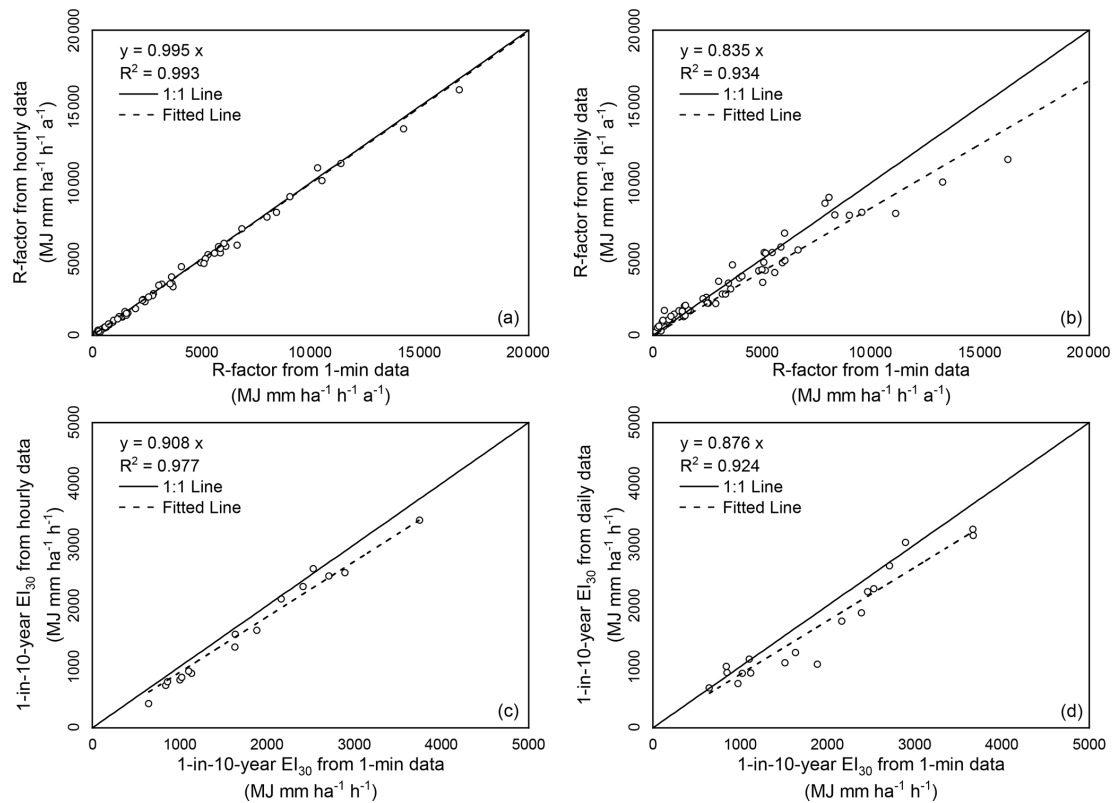 20000
15000
10000
5000
0
R-factor from hourly data
(MJ mm ha⁻¹ h⁻¹ a⁻¹)
y = 0.995 x
R² = 0.993
1:1 Line
Fitted Line
(a)
0 5000 10000 15000 20000
R-factor from 1-min data
(MJ mm ha⁻¹ h⁻¹ a⁻¹)
20000
15000
10000
5000
0
R-factor from daily data
(MJ mm ha⁻¹ h⁻¹ a⁻¹)
y = 0.835 x
R² = 0.934
1:1 Line
Fitted Line
(b)
0 5000 10000 15000 20000
R-factor from 1-min data
(MJ mm ha⁻¹ h⁻¹ a⁻¹)
5000
4000
3000
2000
1000
0
1-in-10-year EI₃₀ from hourly data
(MJ mm ha⁻¹ h⁻¹)
y = 0.908 x
R² = 0.977
1:1 Line
Fitted Line
(c)
0 1000 2000 3000 4000 5000
1-in-10-year EI₃₀ from 1-min data
(MJ mm ha⁻¹ h⁻¹)
5000
4000
3000
2000
1000
0
1-in-10-year EI₃₀ from daily data
(MJ mm ha⁻¹ h⁻¹)
y = 0.876 x
R² = 0.924
1:1 Line
Fitted Line
(d)
0 1000 2000 3000 4000 5000
1-in-10-year EI₃₀ from 1-min data
(MJ mm ha⁻¹ h⁻¹)